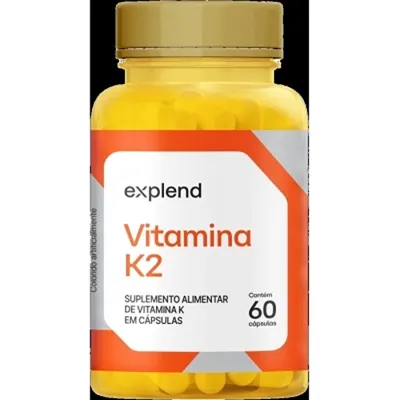 explend
Vitamina
K2
SUPLEMENTO ALIMENTAR
DE VITAMINA K
EM CÁPSULAS
Contém
60
cápsulas
Colorido artificialmente